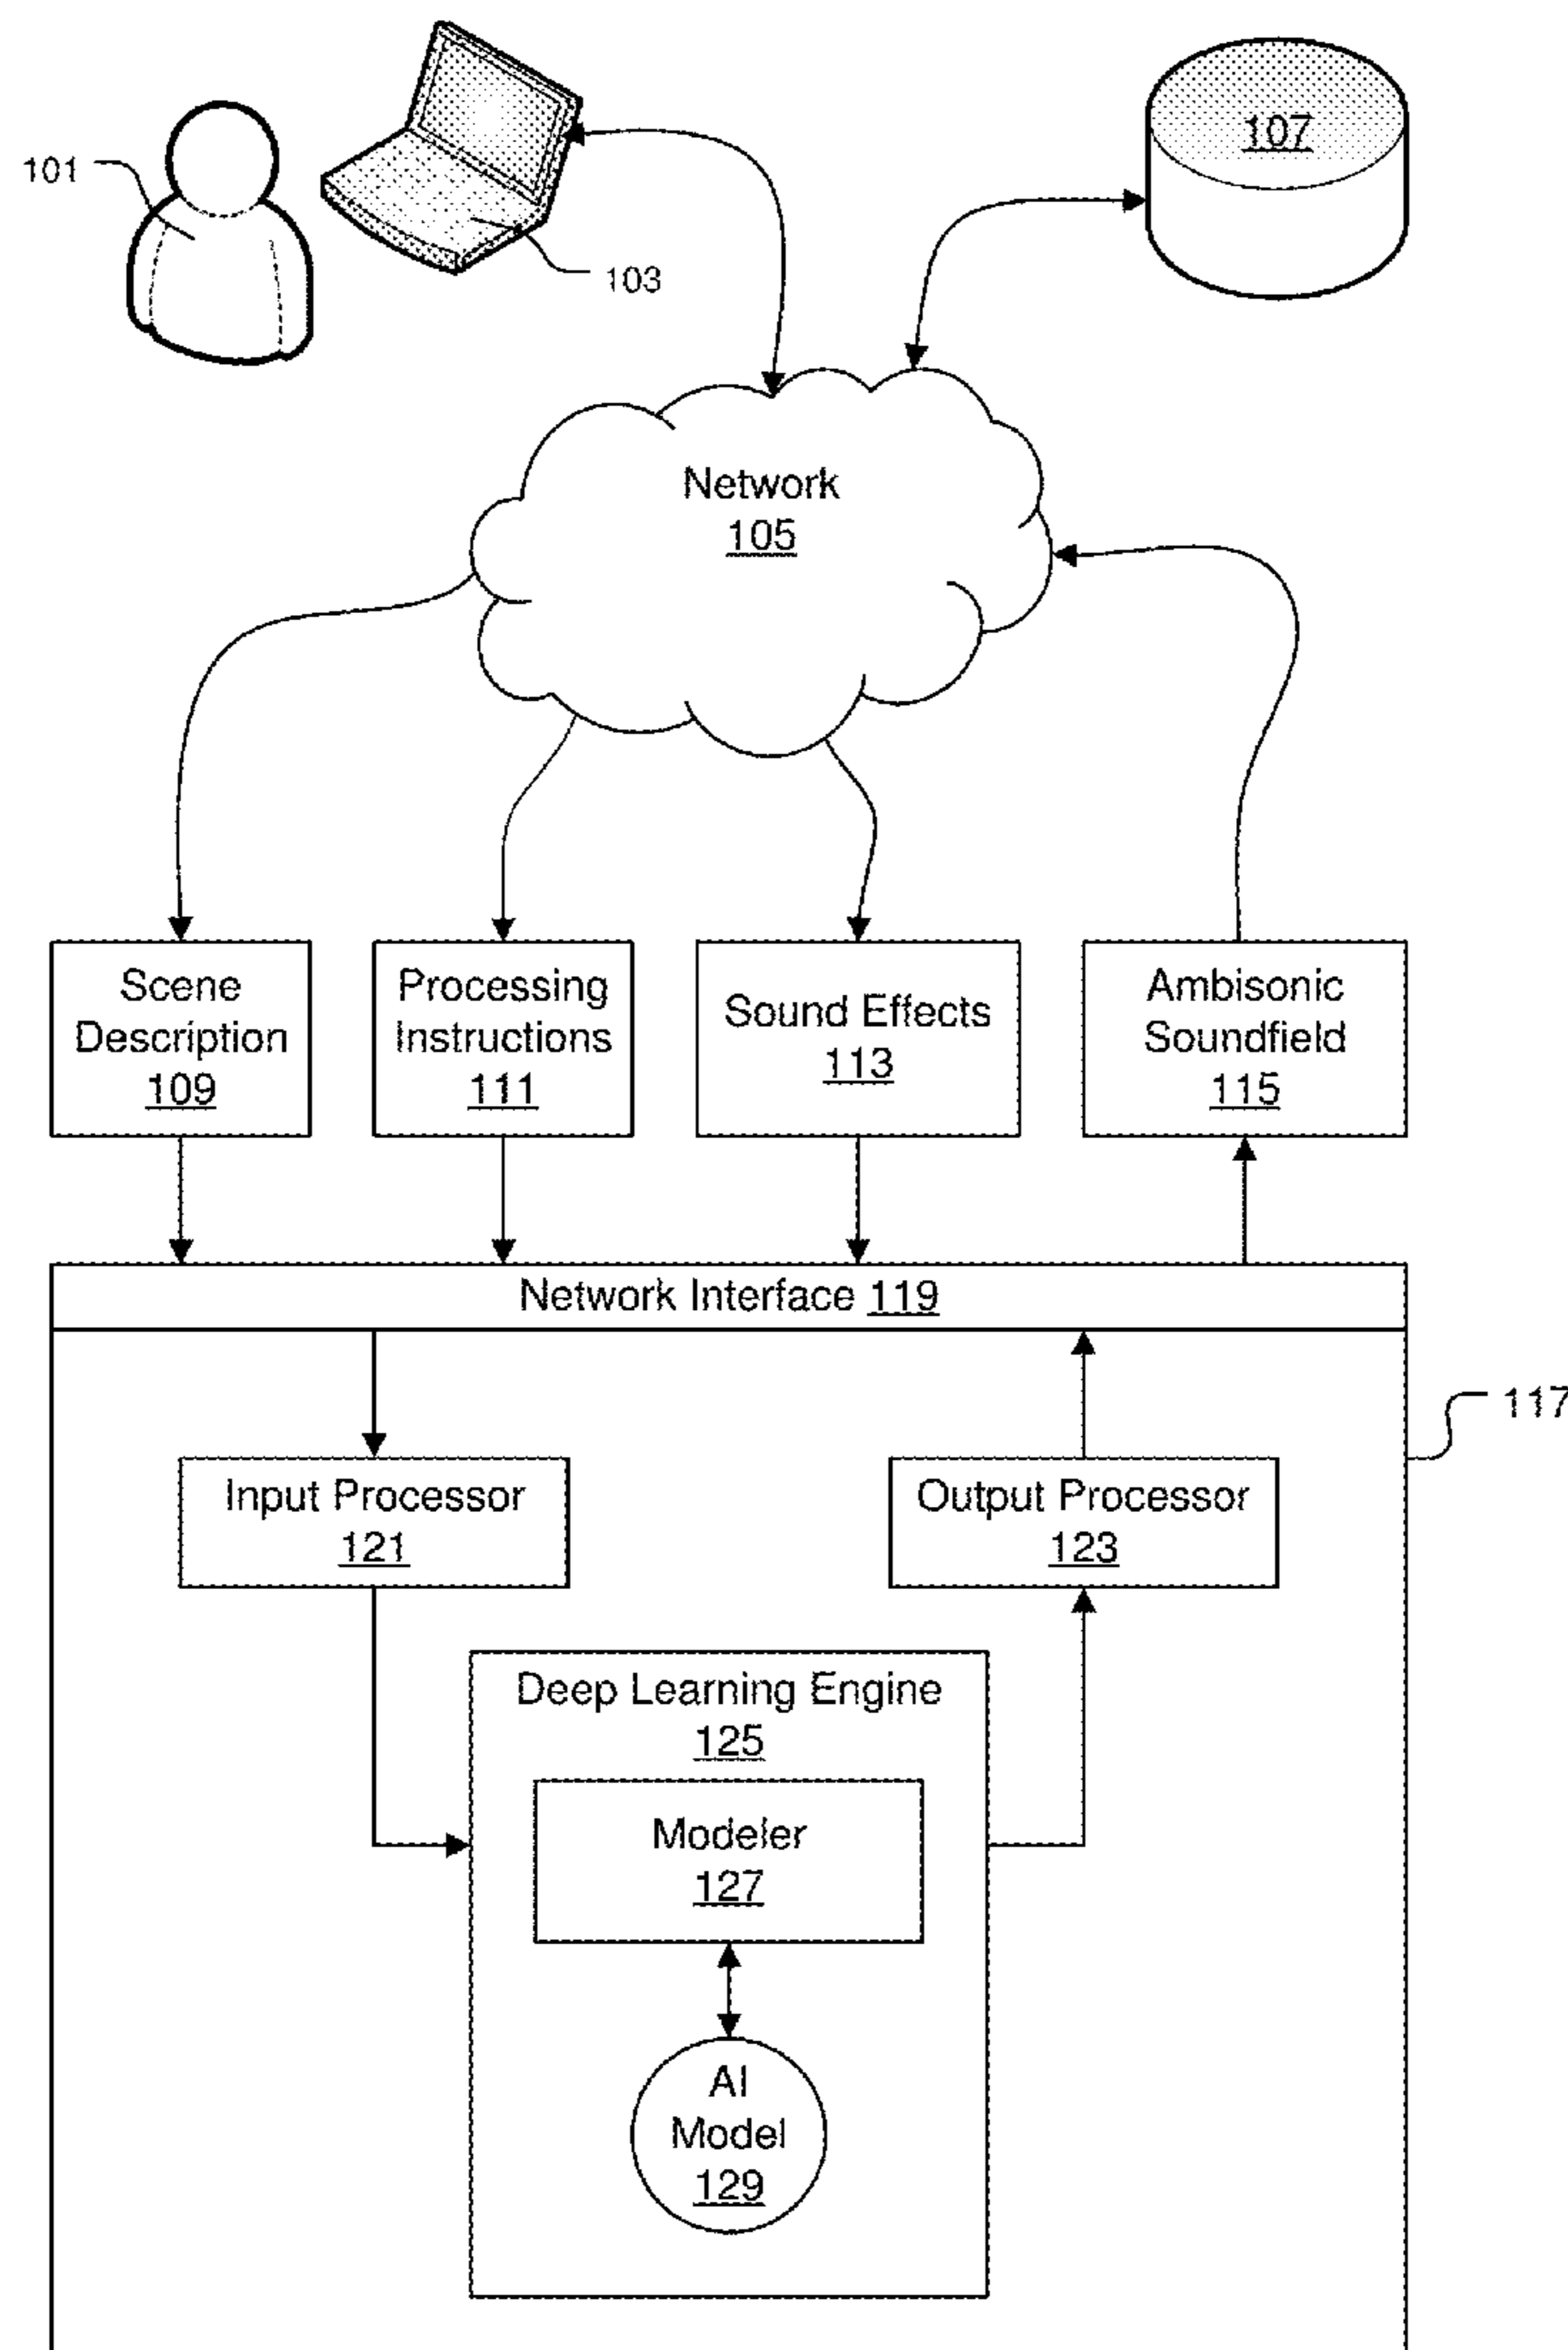 101
103
107
Network
105
Scene
Description
109
Processing
Instructions
111
Sound Effects
113
Ambisonic
Soundfield
115
Network Interface 119
117
Input Processor
121
Output Processor
123
Deep Learning Engine
125
Modeler
127
AI
Model
129